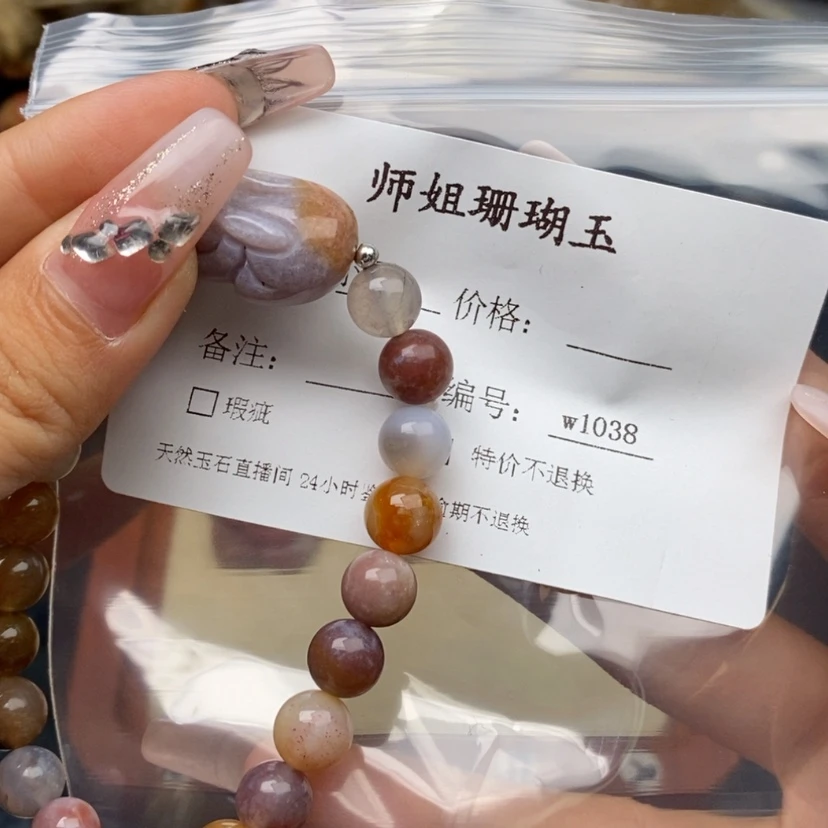 师姐珊瑚玉
价格：
备注：
编号： w1038
瑕疵
特价不退换
天然玉石直播间 24小时
期不退换